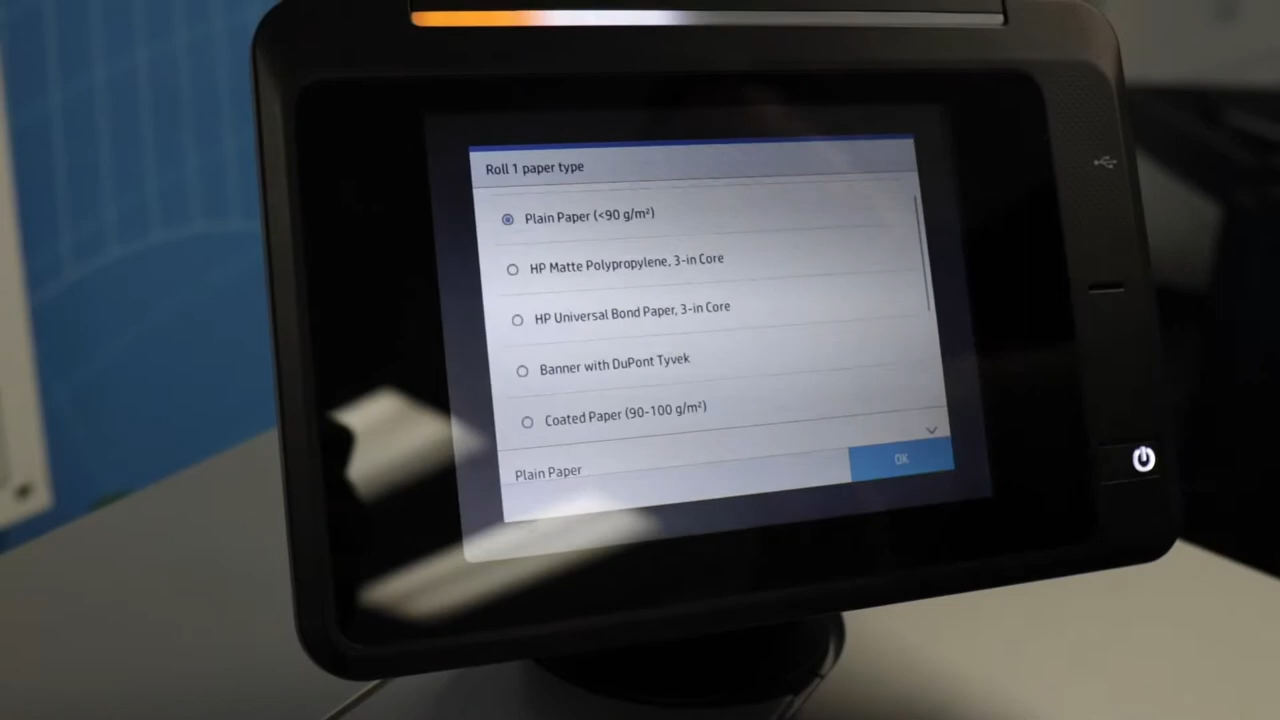 Roll 1 paper type
Plain Paper (<90 g/m²)
HP Matte Polypropylene, 3-in Core
HP Universal Bond Paper, 3-in Core
Banner with DuPont Tyvek
Coated Paper (90-100 g/m²)
Plain Paper
OK